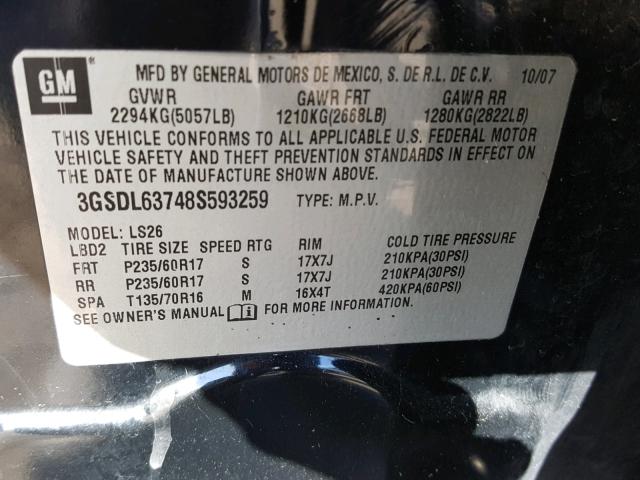 GM ® MFD BY GENERAL MOTORS DE MEXICO, S. DE R.L. DE C.V. 10/07
GVWR GAWR FRT GAWR RR
2294KG(5057LB) 1210KG(2668LB) 1280KG(2822LB)
THIS VEHICLE CONFORMS TO ALL APPLICABLE U.S. FEDERAL MOTOR
VEHICLE SAFETY AND THEFT PREVENTION STANDARDS IN EFFECT ON
THE DATE OF MANUFACTURE SHOWN ABOVE.
3GSDL63748S593259 TYPE: M.P.V.
MODEL: LS26
LBD2 TIRE SIZE SPEED RTG RIM COLD TIRE PRESSURE
FRT P235/60R17 S 17X7J 210KPA(30PSI)
RR P235/60R17 S 17X7J 210KPA(30PSI)
SPA T135/70R16 M 16X4T 420KPA(60PSI)
SEE OWNER'S MANUAL i FOR MORE INFORMATION.